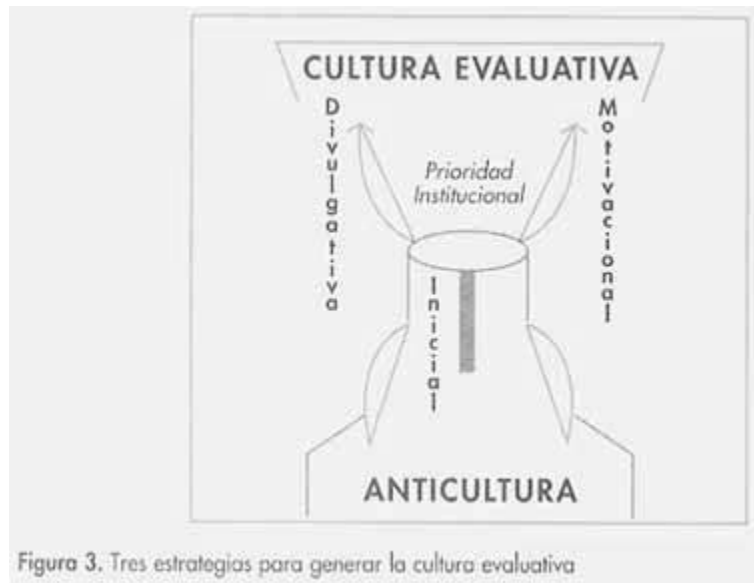 CULTURA EVALUATIVA
Divulgativa
Motivacional
Prioridad
Institucional
Inicial
ANTICULTURA
Figura 3. Tres estrategias para generar la cultura evaluativa